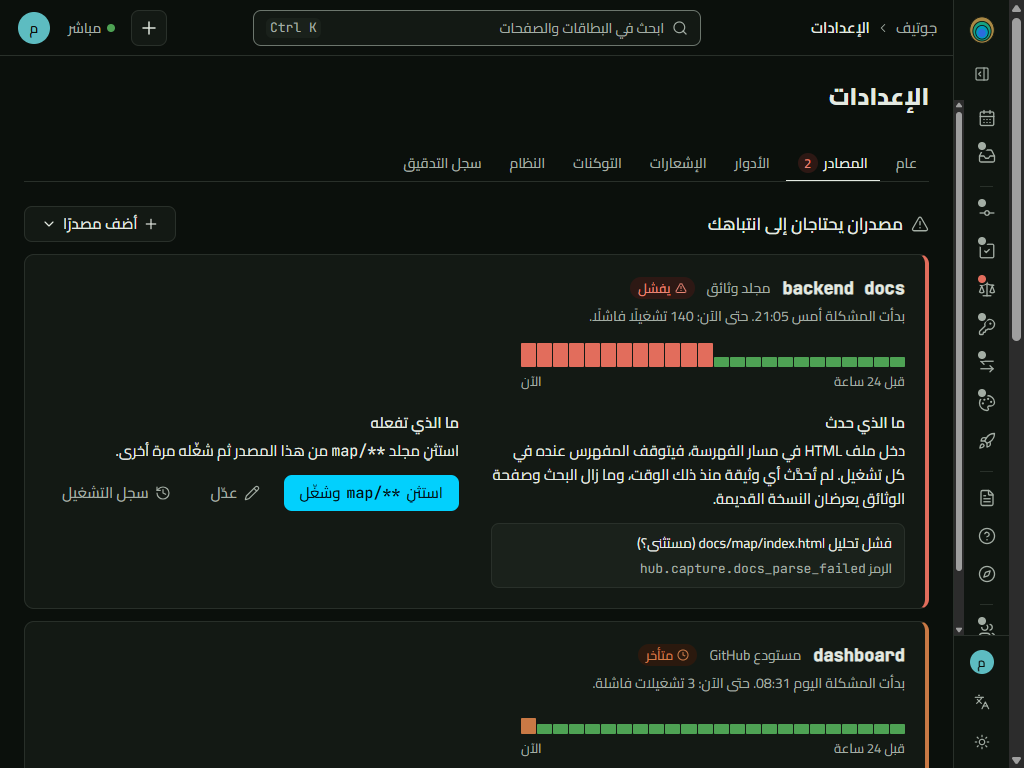 جوتيف › الإعدادات
ابحث في البطاقات والصفحات
Ctrl K
مباشر
م
الإعدادات
عام
المصادر 2
الأدوار
الإشعارات
التوكنات
النظام
سجل التدقيق
مصدران يحتاجان إلى انتباهك
أضف مصدرًا
backend docs مجلد وثائق يفشل
بدأت المشكلة أمس 21:05. حتى الآن: 140 تشغيلًا فاشلًا.
قبل 24 ساعة
الآن
ما الذي حدث
دخل ملف HTML في مسار الفهرسة، فيتوقف المفهرس عنده في
كل تشغيل. لم تُحدَّث أي وثيقة منذ ذلك الوقت، وما زال البحث وصفحة
الوثائق يعرضان النسخة القديمة.
فشل تحليل docs/map/index.html (مستثنى؟)
الرمز hub.capture.docs_parse_failed
ما الذي تفعله
استثنِ مجلد map/** من هذا المصدر ثم شغّله مرة أخرى.
استثنِ map/** وشغّل
عدّل
سجل التشغيل
dashboard مستودع GitHub متأخر
بدأت المشكلة اليوم 08:31. حتى الآن: 3 تشغيلات فاشلة.
قبل 24 ساعة
الآن
م